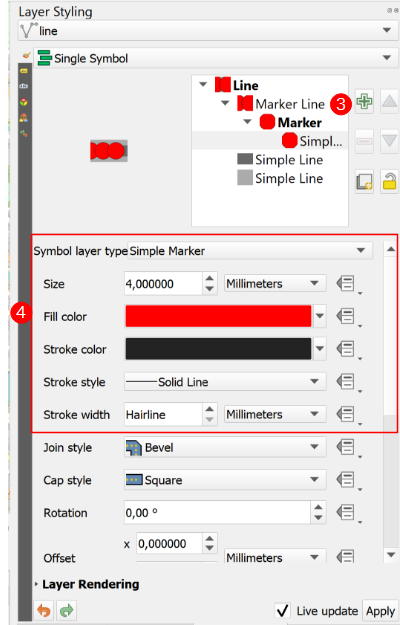 Layer Styling
line
Single Symbol
Line
Marker Line
3
Marker
Simpl...
Simple Line
Simple Line
Symbol layer type Simple Marker
Size 4,000000 Millimeters
4
Fill color
Stroke color
Stroke style Solid Line
Stroke width Hairline Millimeters
Join style Bevel
Cap style Square
Rotation 0,00 °
x 0,000000
Offset Millimeters
Layer Rendering
Live update Apply